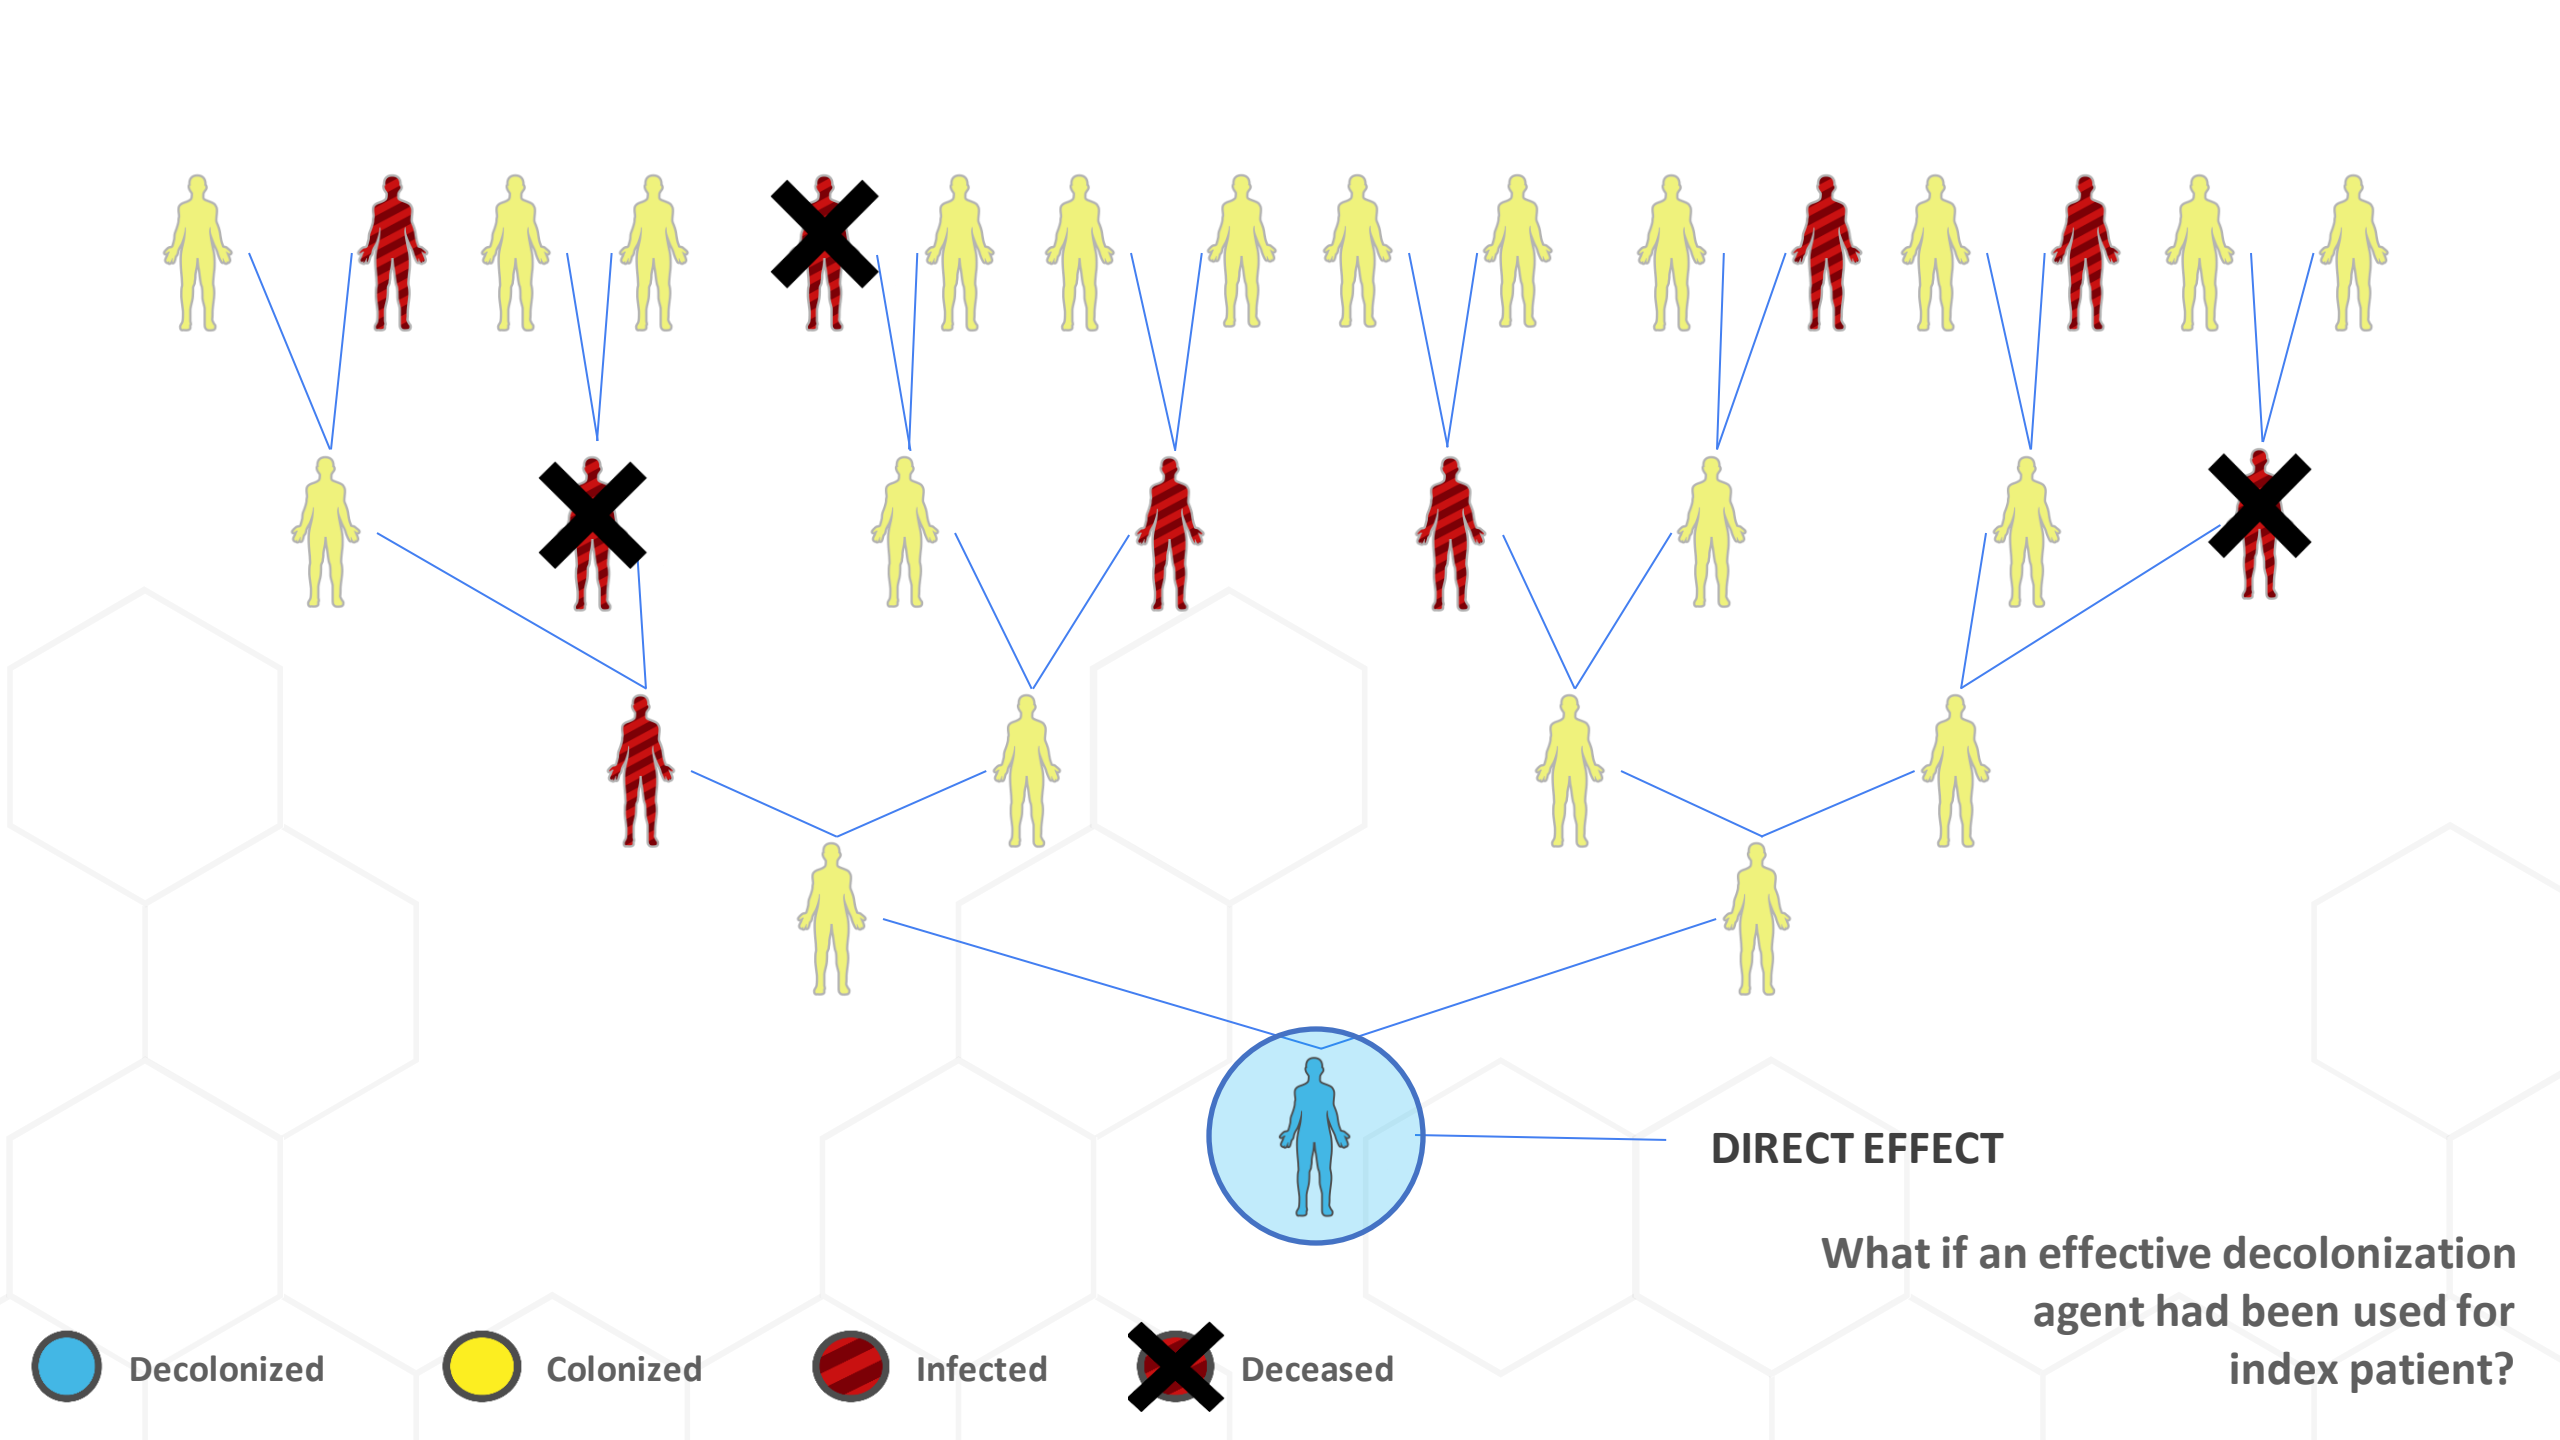 DIRECT EFFECT
What if an effective decolonization
agent had been used for
index patient?
Decolonized
Colonized
Infected
Deceased